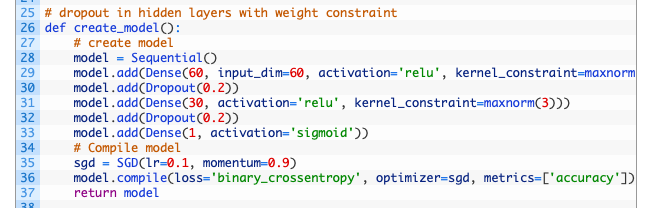 25 # dropout in hidden layers with weight constraint
26 def create_model():
27     # create model
28     model = Sequential()
29     model.add(Dense(60, input_dim=60, activation='relu', kernel_constraint=maxnorm
30     model.add(Dropout(0.2))
31     model.add(Dense(30, activation='relu', kernel_constraint=maxnorm(3)))
32     model.add(Dropout(0.2))
33     model.add(Dense(1, activation='sigmoid'))
34     # Compile model
35     sgd = SGD(lr=0.1, momentum=0.9)
36     model.compile(loss='binary_crossentropy', optimizer=sgd, metrics=['accuracy'])
37     return model